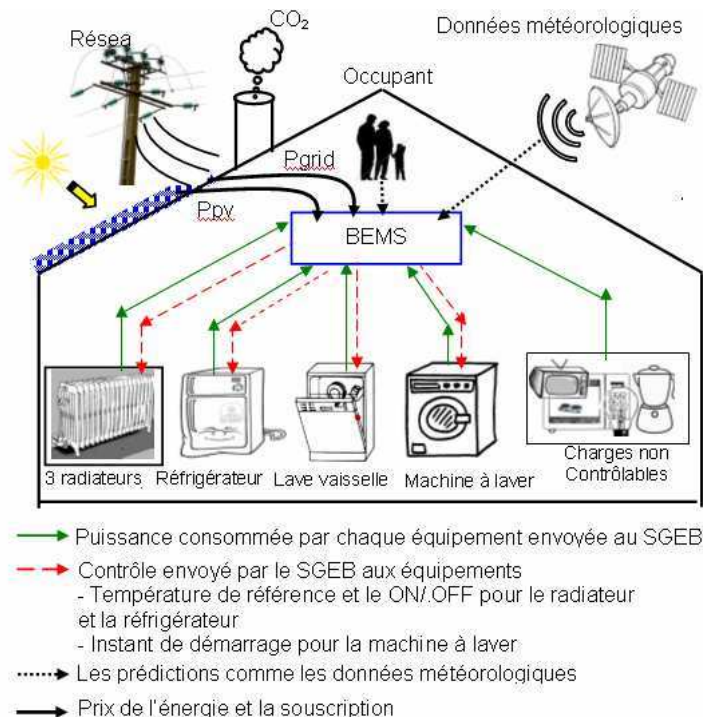 Résea
CO₂
Données météorologiques
Occupant
Pgrid
Ppv
BEMS
3 radiateurs
Réfrigérateur
Lave vaisselle
Machine à laver
Charges non
Contrôlables
Puissance consommée par chaque équipement envoyée au SGEB
Contrôle envoyé par le SGEB aux équipements
- Température de référence et le ON/.OFF pour le radiateur
et la réfrigérateur
- Instant de démarrage pour la machine à laver
Les prédictions comme les données météorologiques
Prix de l'énergie et la souscription